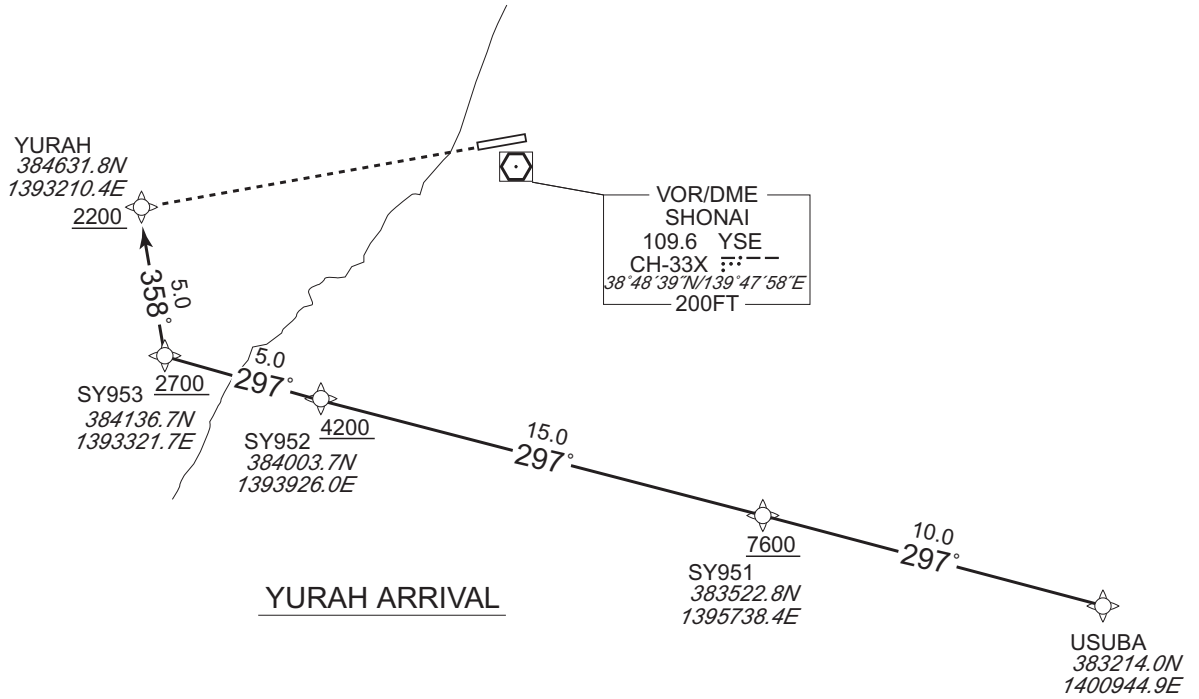 YURAH
384631.8N
1393210.4E
2200
VOR/DME
SHONAI
109.6 YSE
CH-33X
38°48´39˝N/139°47´58˝E
200FT
5.0
358°
SY953
2700
384136.7N
1393321.7E
5.0
297°
SY952
4200
384003.7N
1393926.0E
15.0
297°
7600
SY951
383522.8N
1395738.4E
10.0
297°
USUBA
383214.0N
1400944.9E
YURAH ARRIVAL